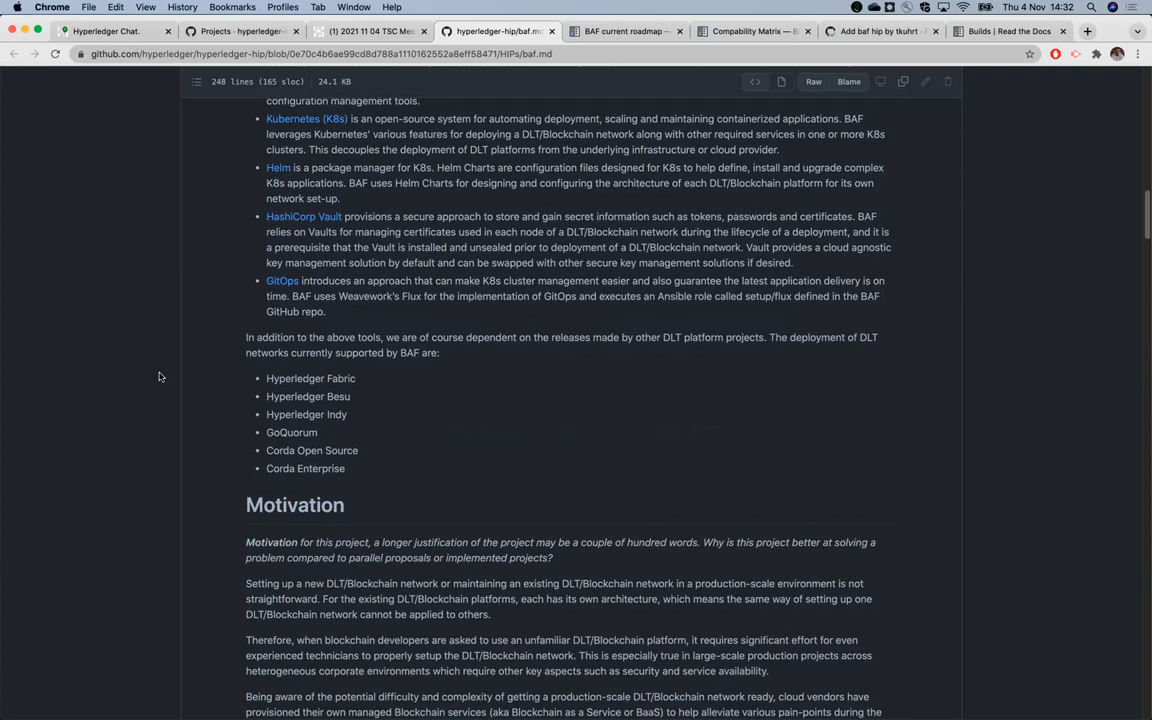 Chrome File Edit View History Bookmarks Profiles Tab Window Help Thu 4 Nov 14:32
Hyperledger Chat. Projects · hyperledger-h (1) 2021 11 04 TSC Mee hyperledger-hip/baf.md BAF current roadmap — Compability Matrix — B Add baf hip by tkuhrt · Builds | Read the Docs
github.com/hyperledger/hyperledger-hip/blob/0e70c4b6ae99cd8d788a1110162553a2eff58471/HIPs/baf.md
248 lines (165 sloc) 24.1 KB Raw Blame
configuration management tools.
• Kubernetes (K8s) is an open-source system for automating deployment, scaling and maintaining containerized applications. BAF
leverages Kubernetes’ various features for deploying a DLT/Blockchain network along with other required services in one or more K8s
clusters. This decouples the deployment of DLT platforms from the underlying infrastructure or cloud provider.
• Helm is a package manager for K8s. Helm Charts are configuration files designed for K8s to help define, install and upgrade complex
K8s applications. BAF uses Helm Charts for designing and configuring the architecture of each DLT/Blockchain platform for its own
network set-up.
• HashiCorp Vault provisions a secure approach to store and gain secret information such as tokens, passwords and certificates. BAF
relies on Vaults for managing certificates used in each node of a DLT/Blockchain network during the lifecycle of a deployment, and it is
a prerequisite that the Vault is installed and unsealed prior to deployment of a DLT/Blockchain network. Vault provides a cloud agnostic
key management solution by default and can be swapped with other secure key management solutions if desired.
• GitOps introduces an approach that can make K8s cluster management easier and also guarantee the latest application delivery is on
time. BAF uses Weavework’s Flux for the implementation of GitOps and executes an Ansible role called setup/flux defined in the BAF
GitHub repo.
In addition to the above tools, we are of course dependent on the releases made by other DLT platform projects. The deployment of DLT
networks currently supported by BAF are:
• Hyperledger Fabric
• Hyperledger Besu
• Hyperledger Indy
• GoQuorum
• Corda Open Source
• Corda Enterprise
Motivation
Motivation for this project, a longer justification of the project may be a couple of hundred words. Why is this project better at solving a
problem compared to parallel proposals or implemented projects?
Setting up a new DLT/Blockchain network or maintaining an existing DLT/Blockchain network in a production-scale environment is not
straightforward. For the existing DLT/Blockchain platforms, each has its own architecture, which means the same way of setting up one
DLT/Blockchain network cannot be applied to others.
Therefore, when blockchain developers are asked to use an unfamiliar DLT/Blockchain platform, it requires significant effort for even
experienced technicians to properly setup the DLT/Blockchain network. This is especially true in large-scale production projects across
heterogeneous corporate environments which require other key aspects such as security and service availability.
Being aware of the potential difficulty and complexity of getting a production-scale DLT/Blockchain network ready, cloud vendors have
provisioned their own managed Blockchain services (aka Blockchain as a Service or BaaS) to help alleviate various pain-points during the